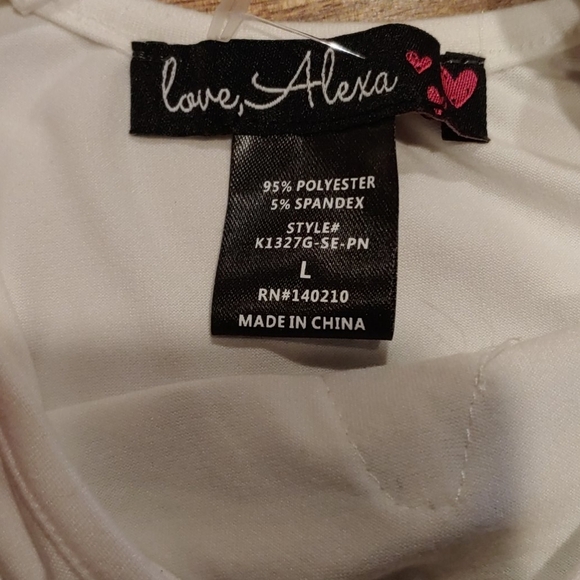 love, Alexa
95% POLYESTER
5% SPANDEX
STYLE#
K1327G-SE-PN
L
RN#140210
MADE IN CHINA